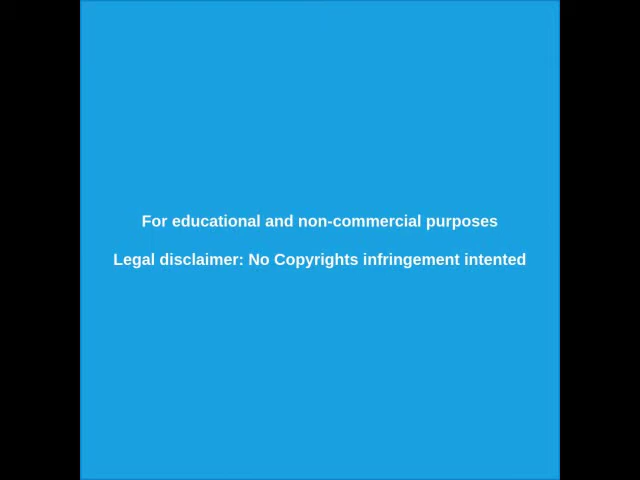 For educational and non-commercial purposes
Legal disclaimer: No Copyrights infringement intented